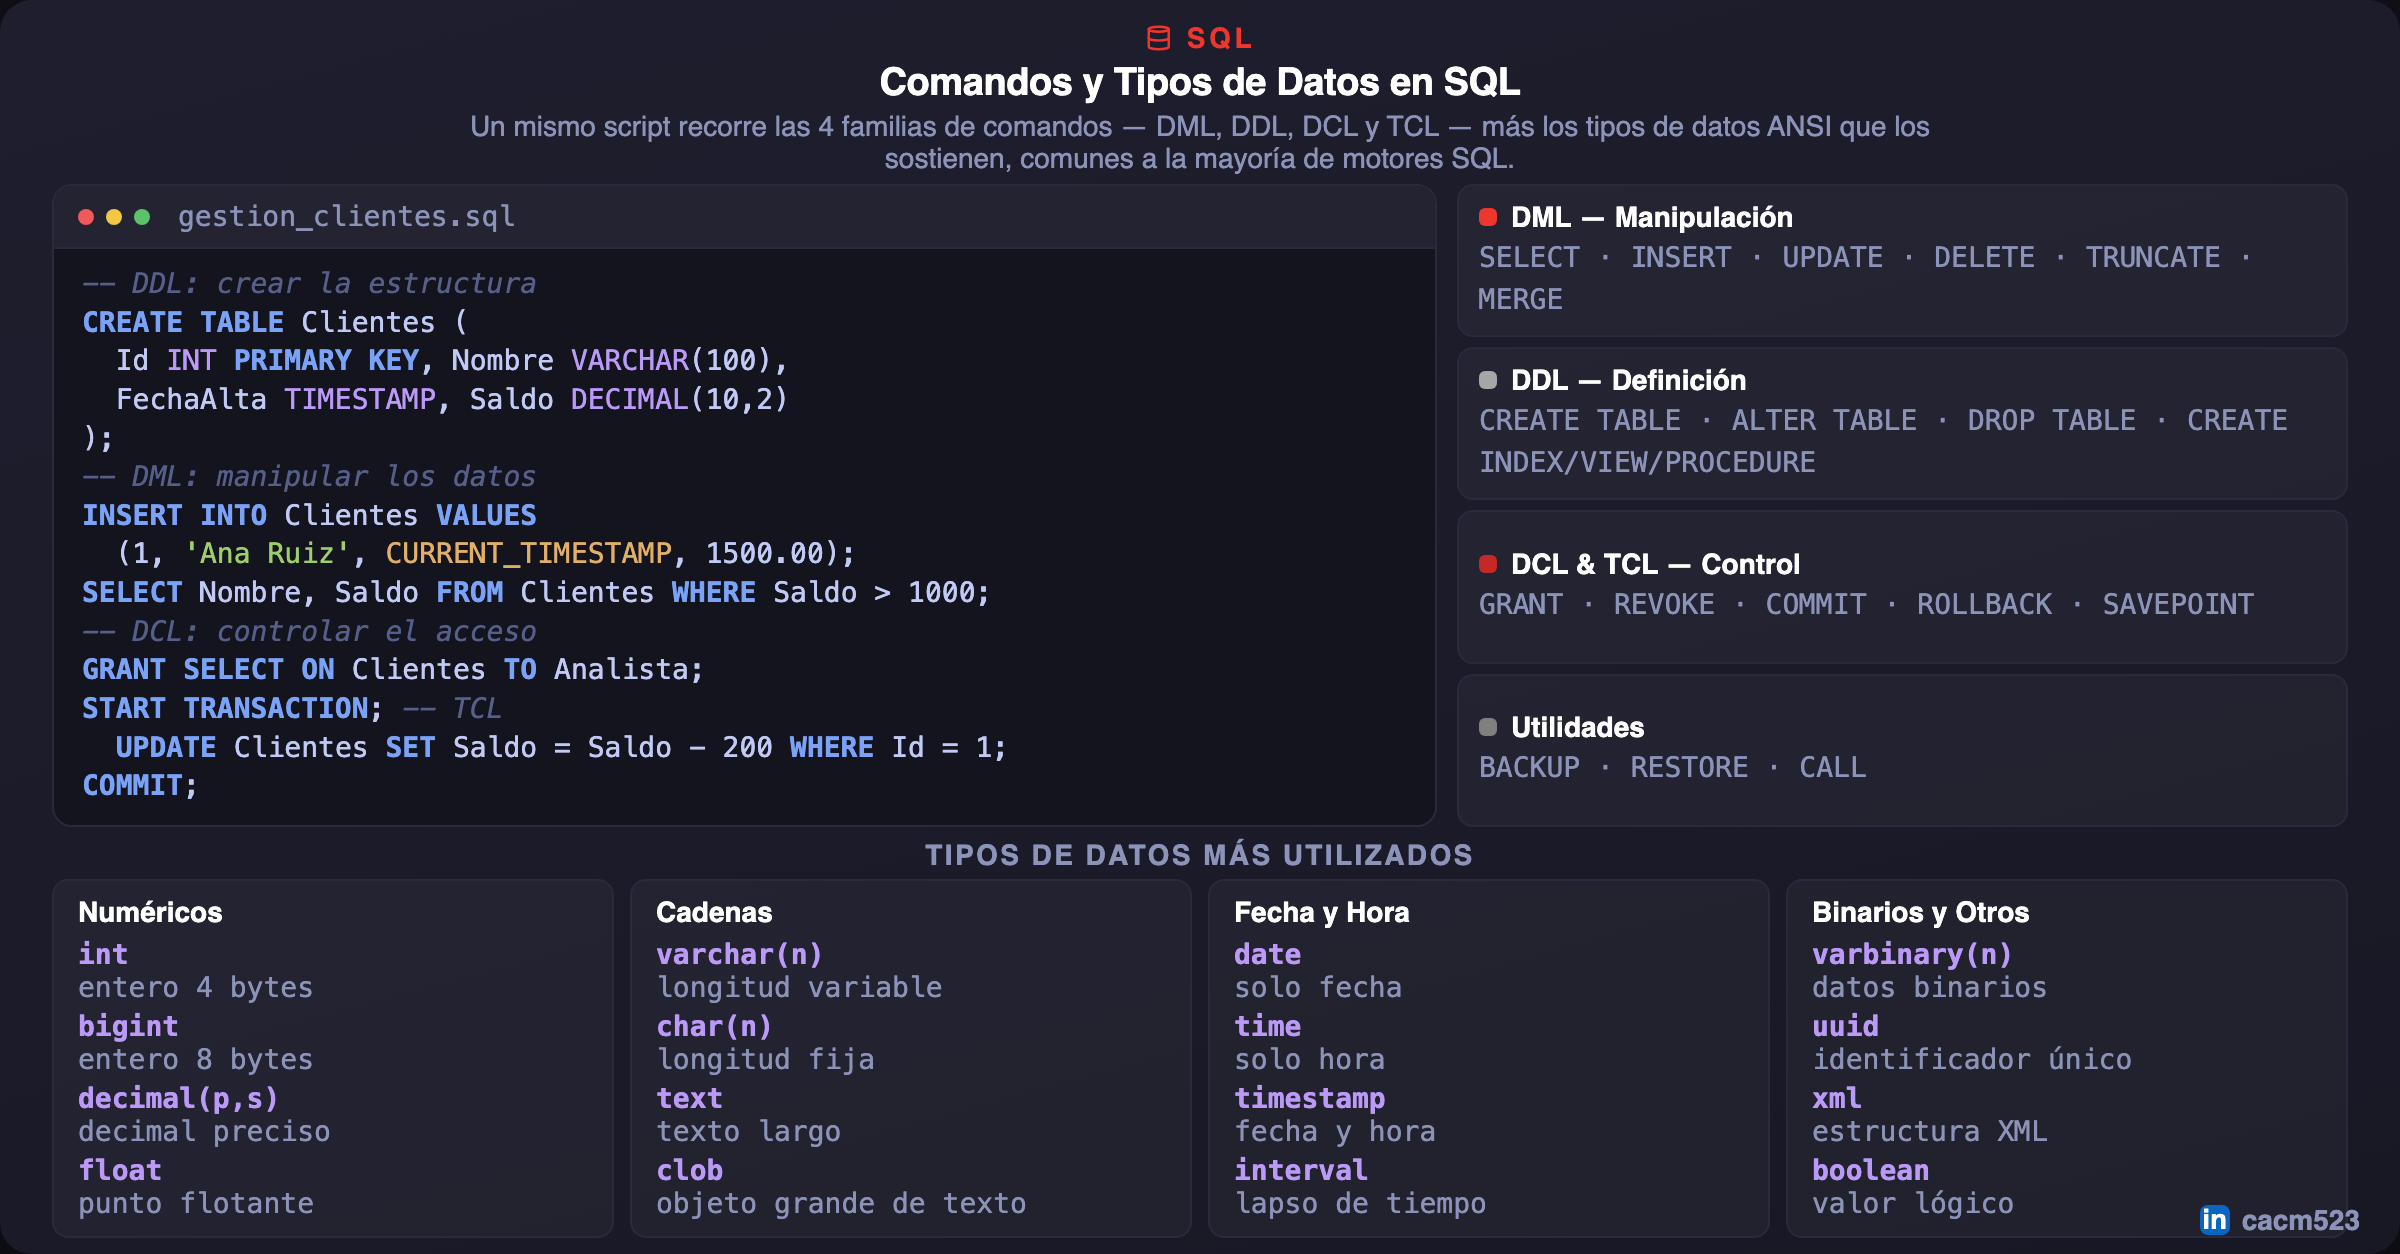 SQL
Comandos y Tipos de Datos en SQL
Un mismo script recorre las 4 familias de comandos — DML, DDL, DCL y TCL — más los tipos de datos ANSI que los
sostienen, comunes a la mayoría de motores SQL.
gestion_clientes.sql
-- DDL: crear la estructura
CREATE TABLE Clientes (
  Id INT PRIMARY KEY, Nombre VARCHAR(100),
  FechaAlta TIMESTAMP, Saldo DECIMAL(10,2)
);
-- DML: manipular los datos
INSERT INTO Clientes VALUES
  (1, 'Ana Ruiz', CURRENT_TIMESTAMP, 1500.00);
SELECT Nombre, Saldo FROM Clientes WHERE Saldo > 1000;
-- DCL: controlar el acceso
GRANT SELECT ON Clientes TO Analista;
START TRANSACTION; -- TCL
  UPDATE Clientes SET Saldo = Saldo - 200 WHERE Id = 1;
COMMIT;
DML — Manipulación
SELECT · INSERT · UPDATE · DELETE · TRUNCATE ·
MERGE
DDL — Definición
CREATE TABLE · ALTER TABLE · DROP TABLE · CREATE
INDEX/VIEW/PROCEDURE
DCL & TCL — Control
GRANT · REVOKE · COMMIT · ROLLBACK · SAVEPOINT
Utilidades
BACKUP · RESTORE · CALL
TIPOS DE DATOS MÁS UTILIZADOS
Numéricos
int
entero 4 bytes
bigint
entero 8 bytes
decimal(p,s)
decimal preciso
float
punto flotante
Cadenas
varchar(n)
longitud variable
char(n)
longitud fija
text
texto largo
clob
objeto grande de texto
Fecha y Hora
date
solo fecha
time
solo hora
timestamp
fecha y hora
interval
lapso de tiempo
Binarios y Otros
varbinary(n)
datos binarios
uuid
identificador único
xml
estructura XML
boolean
valor lógico
in cacm523